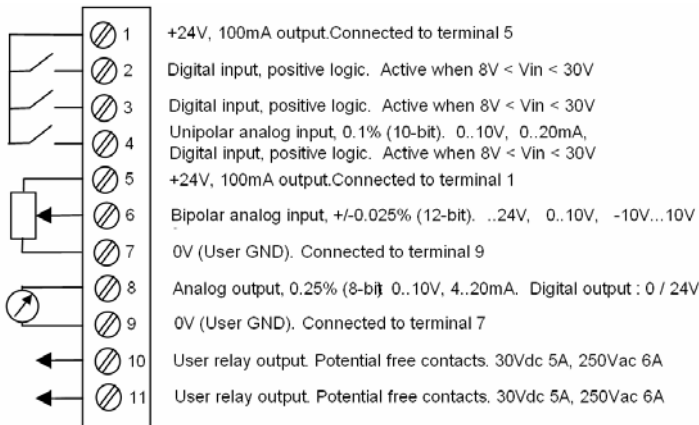 1 +24V, 100mA output.Connected to terminal 5
2 Digital input, positive logic. Active when 8V < Vin < 30V
3 Digital input, positive logic. Active when 8V < Vin < 30V
4 Unipolar analog input, 0.1% (10-bit). 0..10V, 0..20mA,
Digital input, positive logic. Active when 8V < Vin < 30V
5 +24V, 100mA output.Connected to terminal 1
6 Bipolar analog input, +/-0.025% (12-bit). ..24V, 0..10V, -10V...10V
7 0V (User GND). Connected to terminal 9
8 Analog output, 0.25% (8-bit 0..10V, 4..20mA. Digital output : 0 / 24V
9 0V (User GND). Connected to terminal 7
10 User relay output. Potential free contacts. 30Vdc 5A, 250Vac 6A
11 User relay output. Potential free contacts. 30Vdc 5A, 250Vac 6A